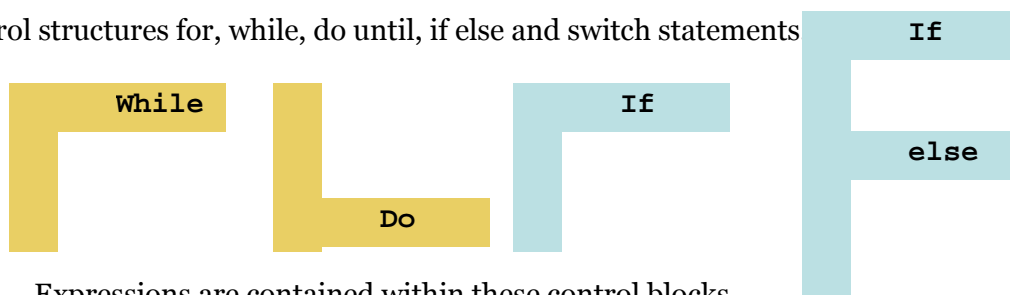 rol structures for, while, do until, if else and switch statements
If
While
If
else
Do
Expressions are contained within these control blocks